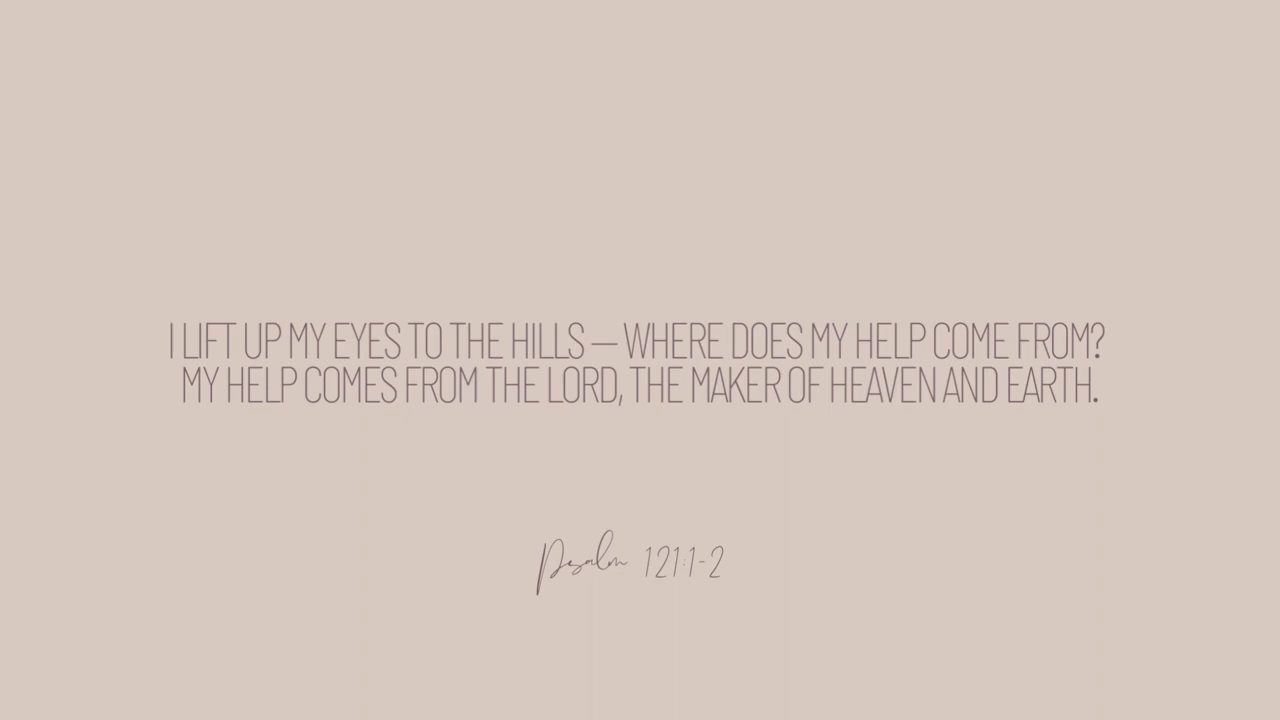 I LIFT UP MY EYES TO THE HILLS — WHERE DOES MY HELP COME FROM?
MY HELP COMES FROM THE LORD, THE MAKER OF HEAVEN AND EARTH.
Psalm 121:1-2